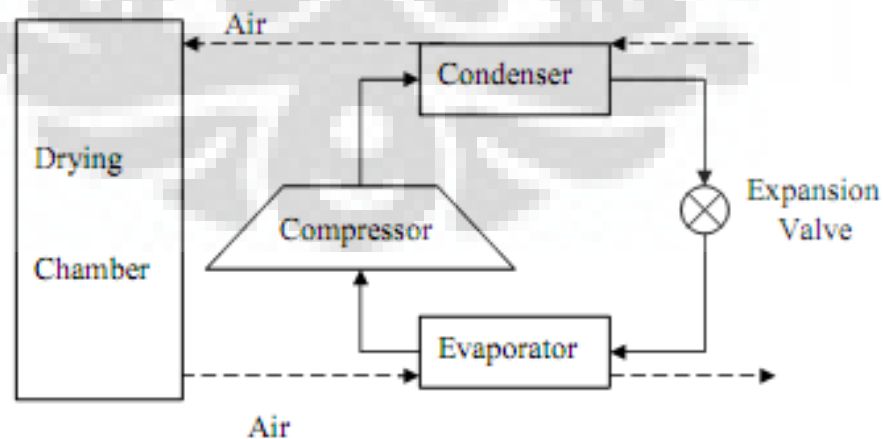 Air
Condenser
Drying
Expansion
Valve
Compressor
Chamber
Evaporator
Air